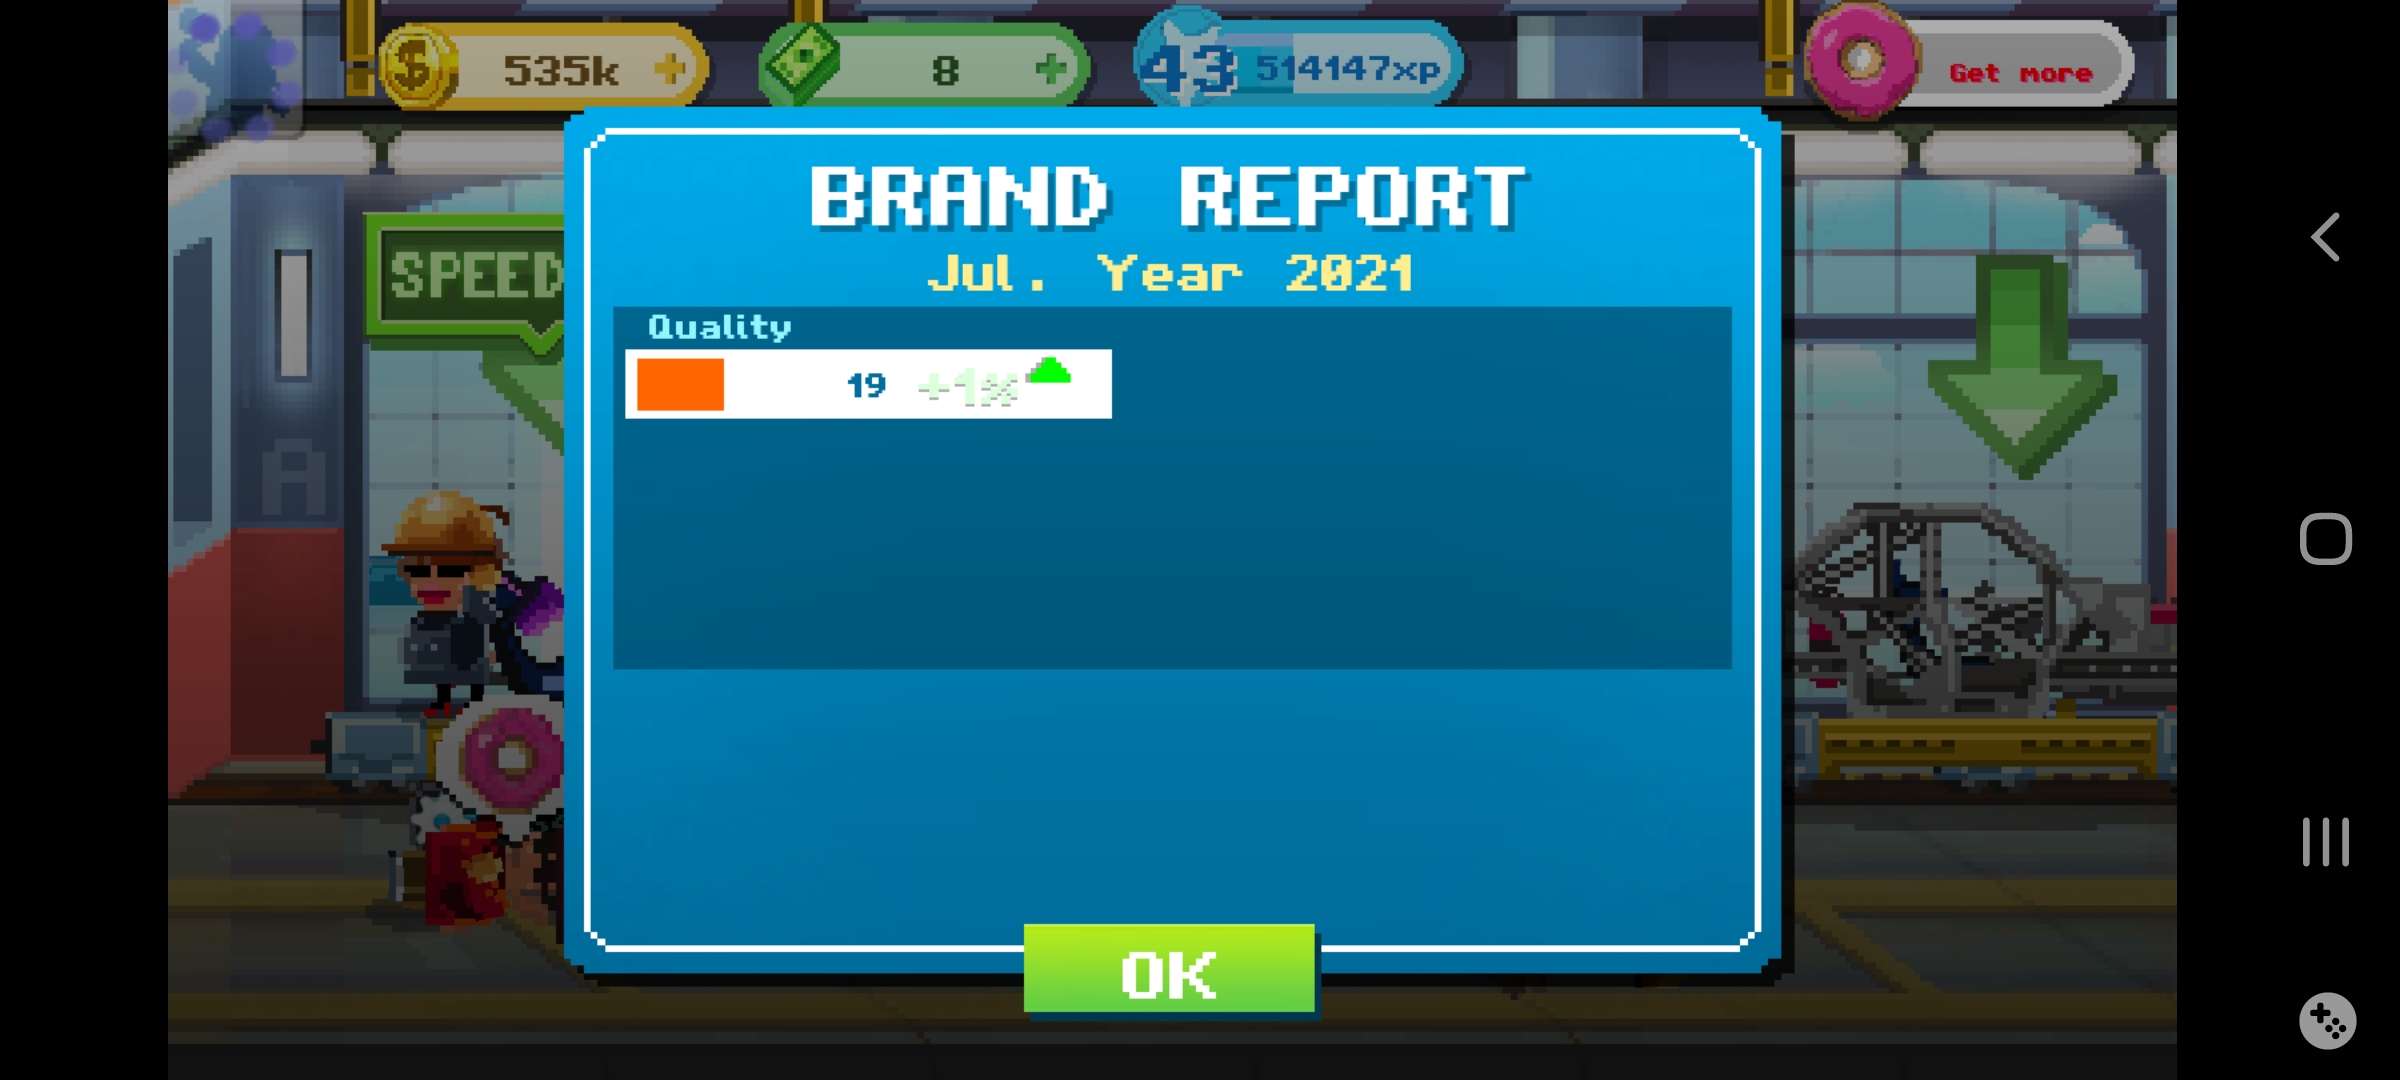 535k
8
43 514147xp
Get more
BRAND REPORT
Jul. Year 2021
SPEED
Quality
19 +1%
A
OK